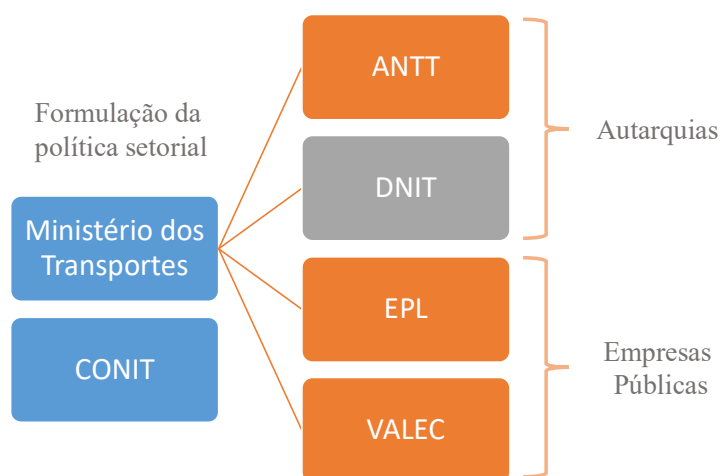 Formulação da
política setorial
Ministério dos
Transportes
CONIT
ANTT
DNIT
EPL
VALEC
Autarquias
Empresas
Públicas